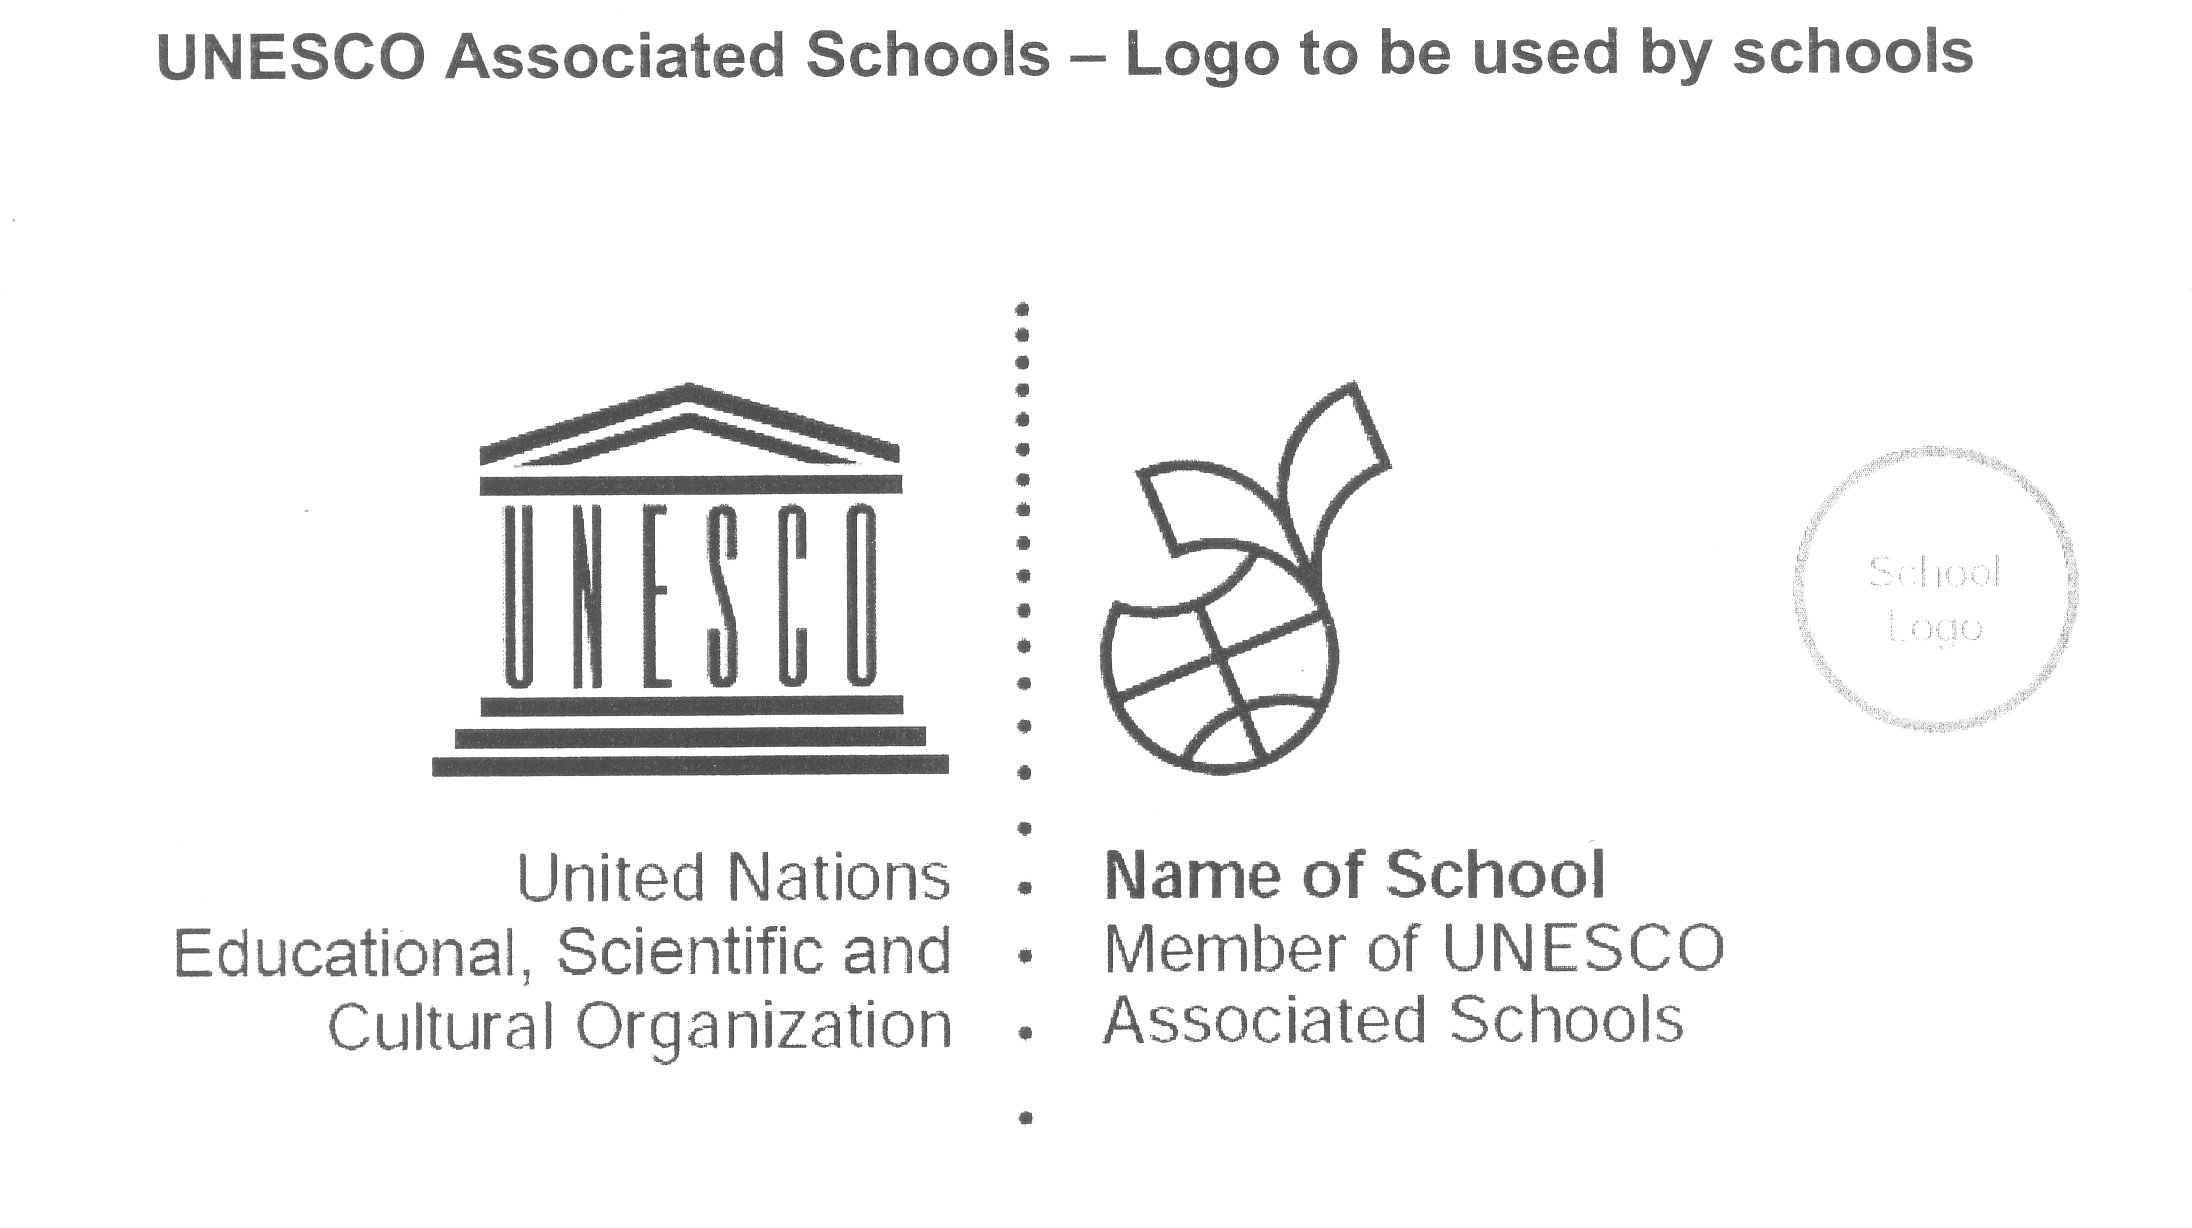 UNESCO Associated Schools – Logo to be used by schools
UNESCO
United Nations
Educational, Scientific and
Cultural Organization
Name of School
Member of UNESCO
Associated Schools
School
Logo